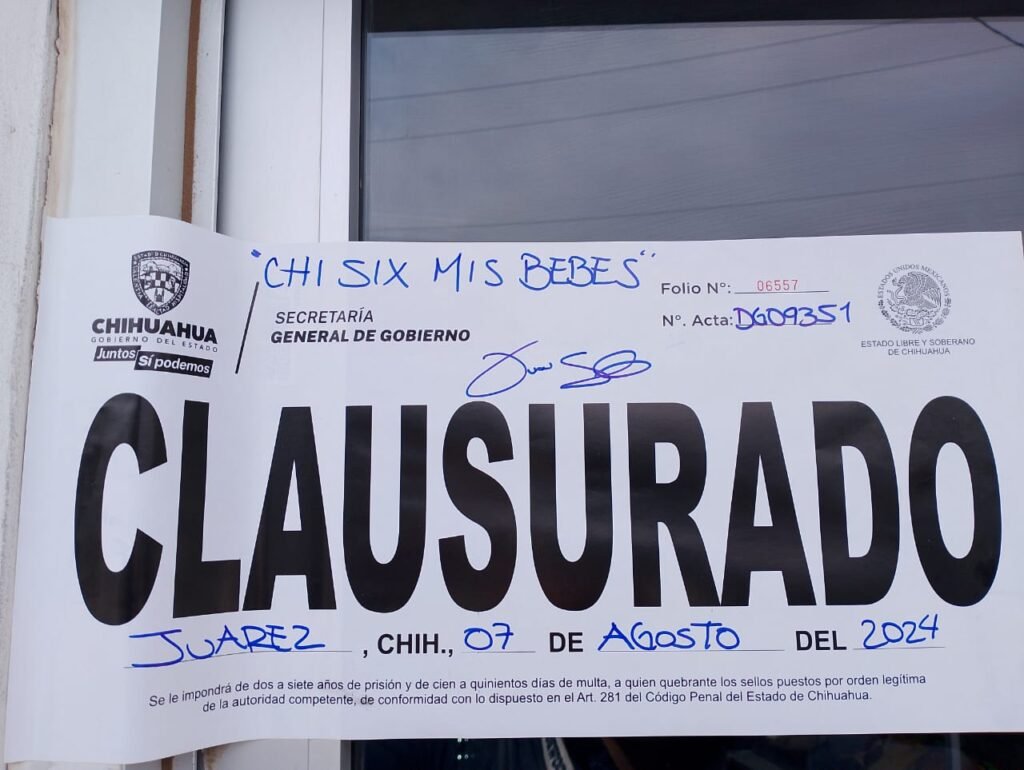 "CHI SIX MIS BEBES"
CHIHUAHUA
GOBIERNO DEL ESTADO
Juntos Sí podemos
SECRETARÍA
GENERAL DE GOBIERNO
Folio Nº: 06557
Nº. Acta: DG09351
ESTADOS UNIDOS MEXICANOS
ESTADO LIBRE Y SOBERANO
DE CHIHUAHUA
CLAUSURADO
JUAREZ, CHIH., 07 DE AGOSTO DEL 2024
Se le impondrá de dos a siete años de prisión y de cien a quinientos días de multa, a quien quebrante los sellos puestos por orden legítima
de la autoridad competente, de conformidad con lo dispuesto en el Art. 281 del Código Penal del Estado de Chihuahua.